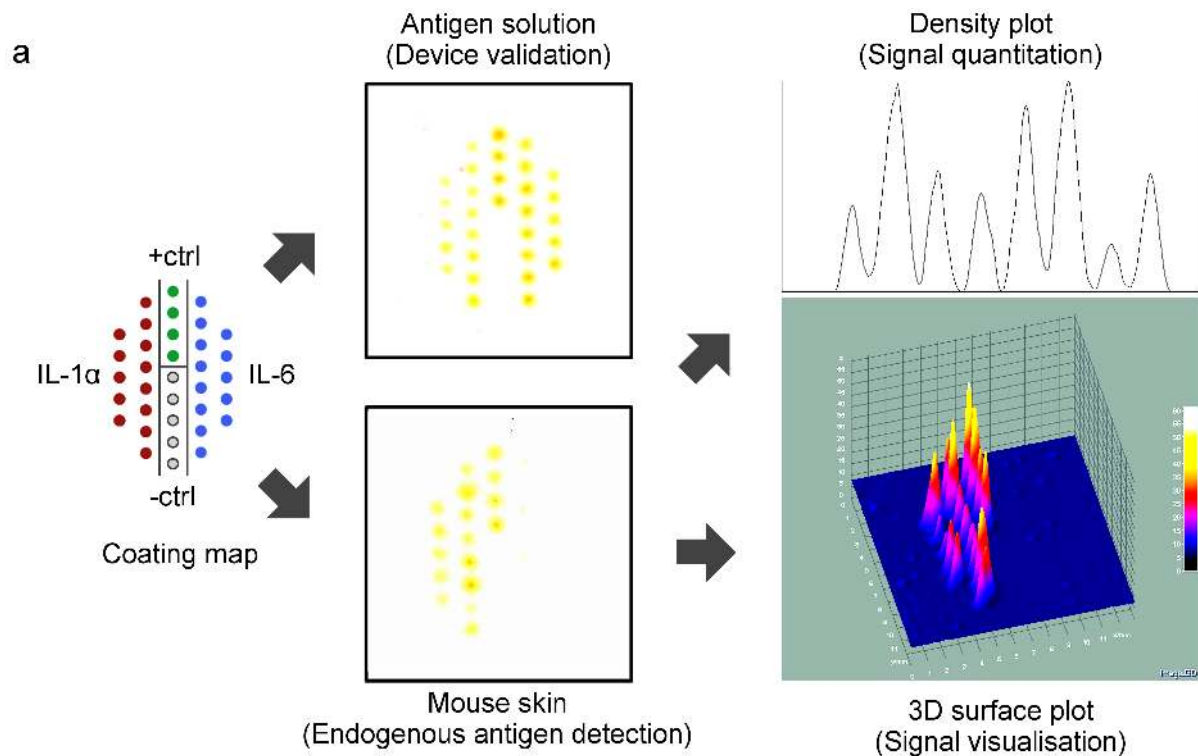 a
Antigen solution
(Device validation)
Density plot
(Signal quantitation)
+ctrl
IL-1α
IL-6
-ctrl
Coating map
Mouse skin
(Endogenous antigen detection)
3D surface plot
(Signal visualisation)